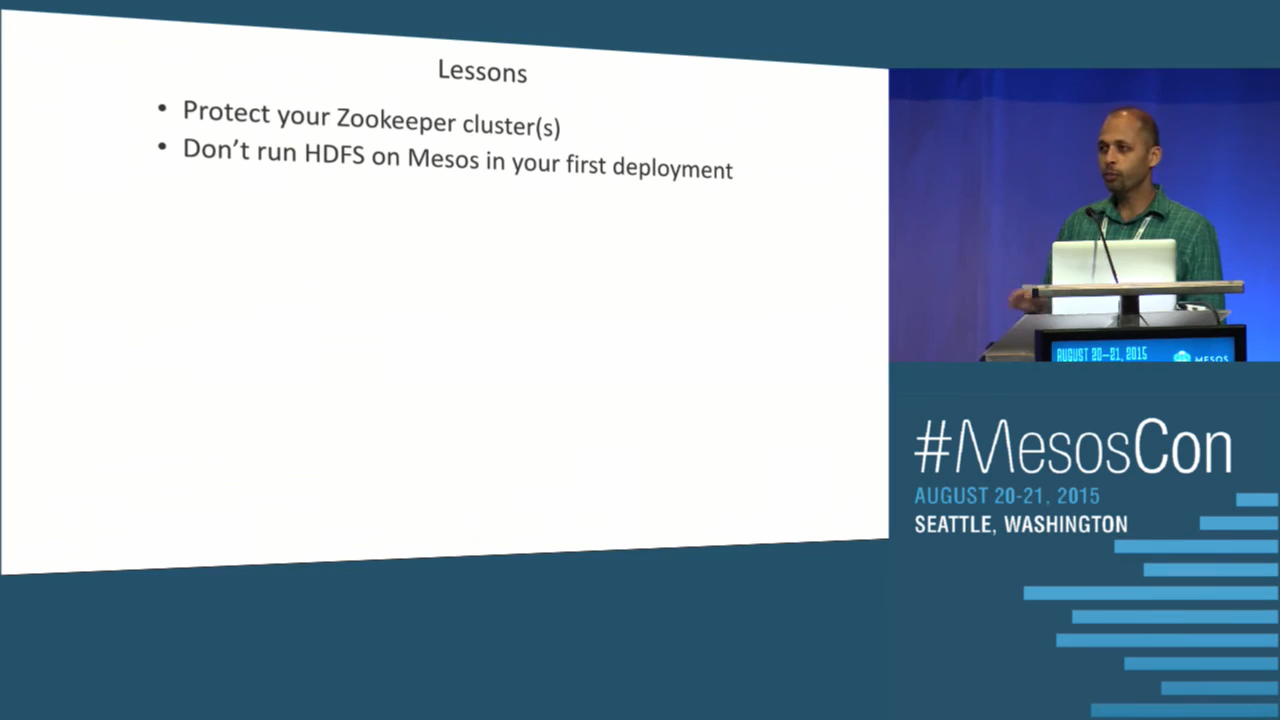 Lessons
• Protect your Zookeeper cluster(s)
• Don't run HDFS on Mesos in your first deployment
AUGUST 20-21, 2015
MESOS
#MesosCon
AUGUST 20-21, 2015
SEATTLE, WASHINGTON